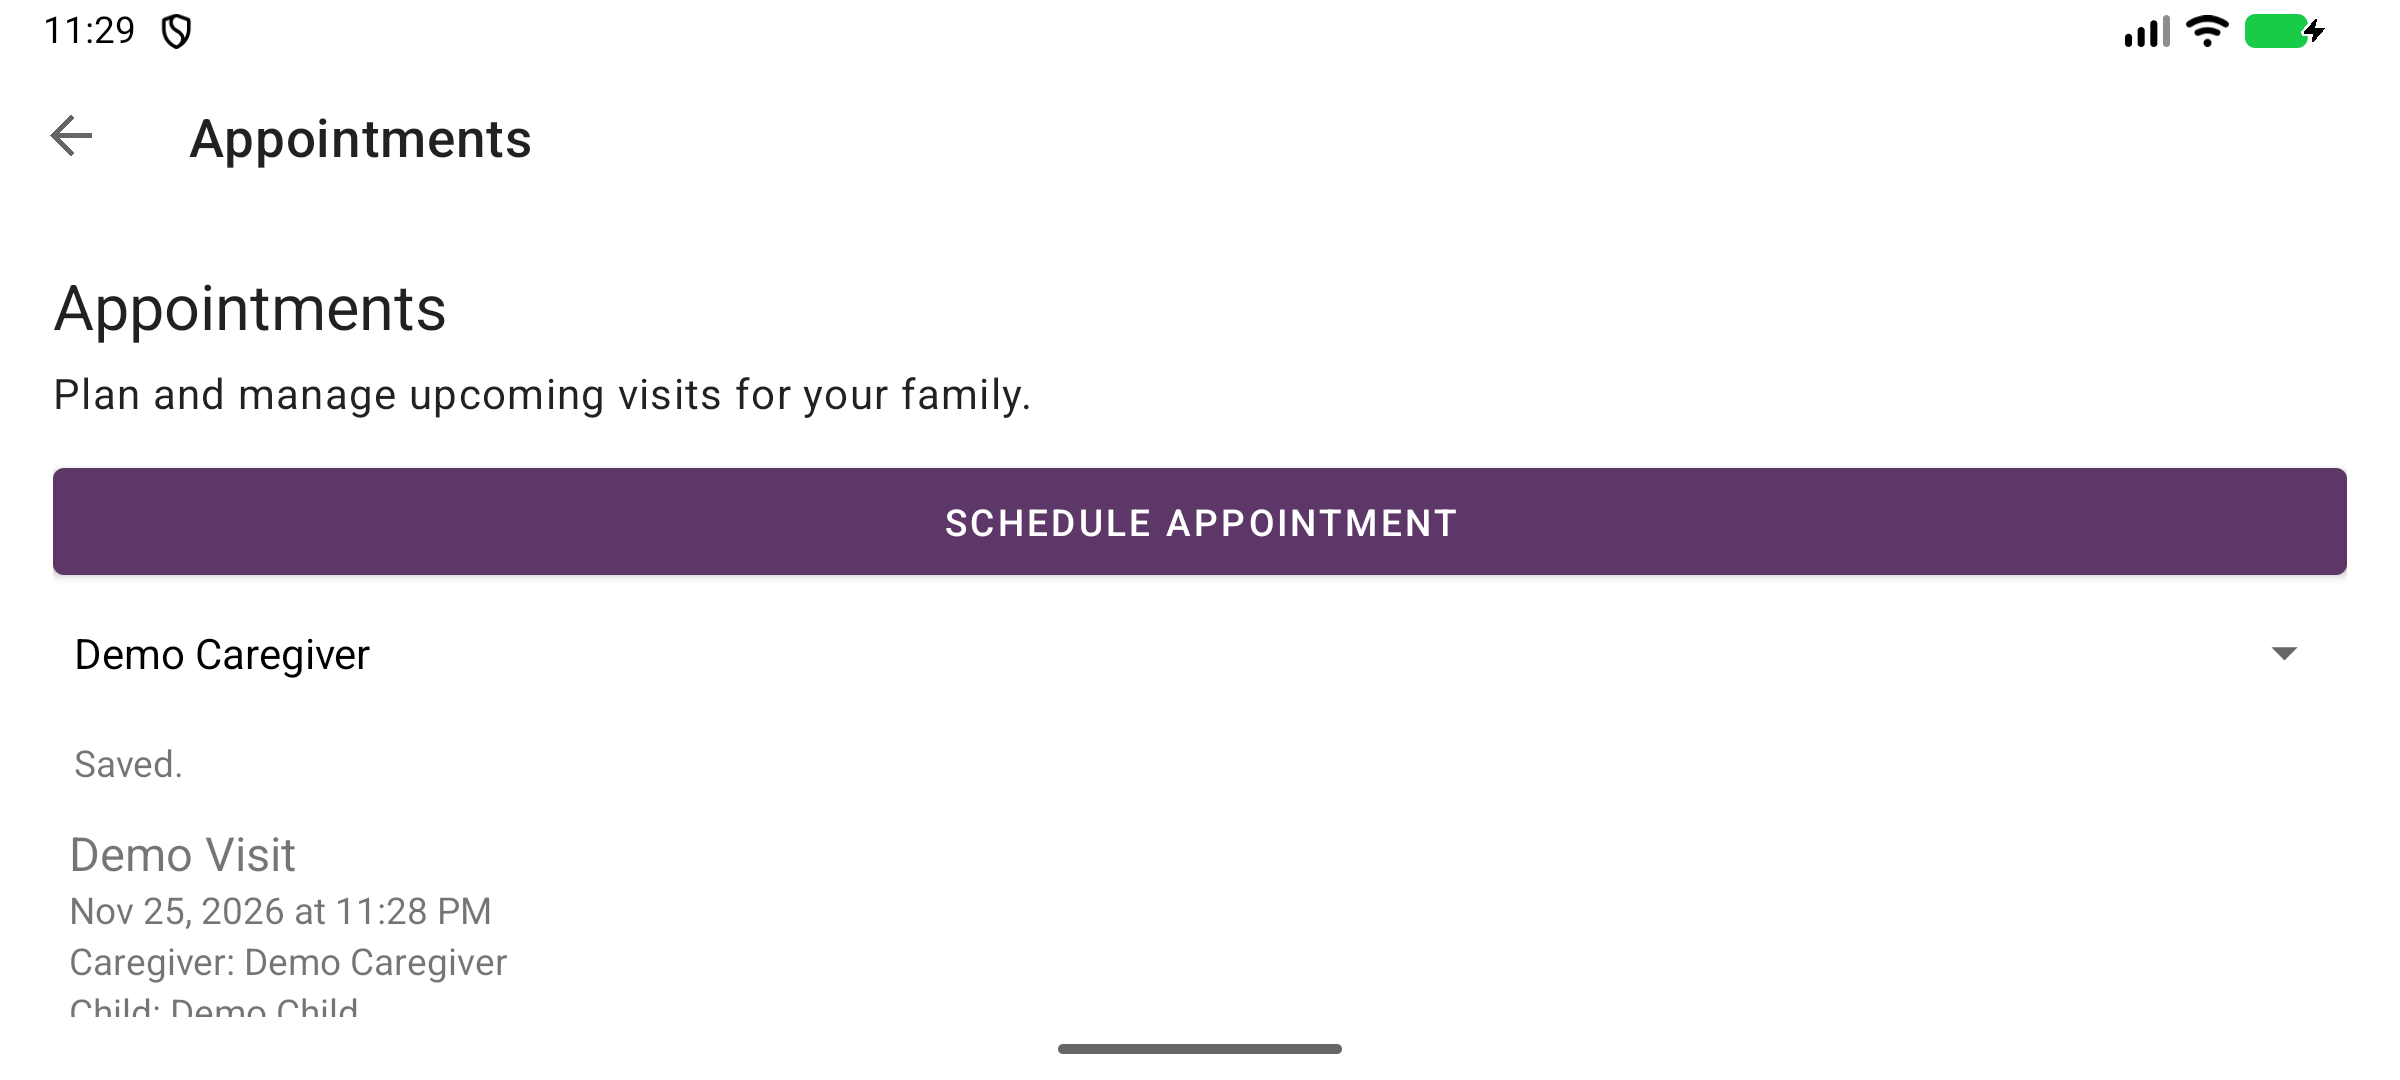 11:29
Appointments
Appointments
Plan and manage upcoming visits for your family.
SCHEDULE APPOINTMENT
Demo Caregiver
Saved.
Demo Visit
Nov 25, 2026 at 11:28 PM
Caregiver: Demo Caregiver
Child: Demo Child